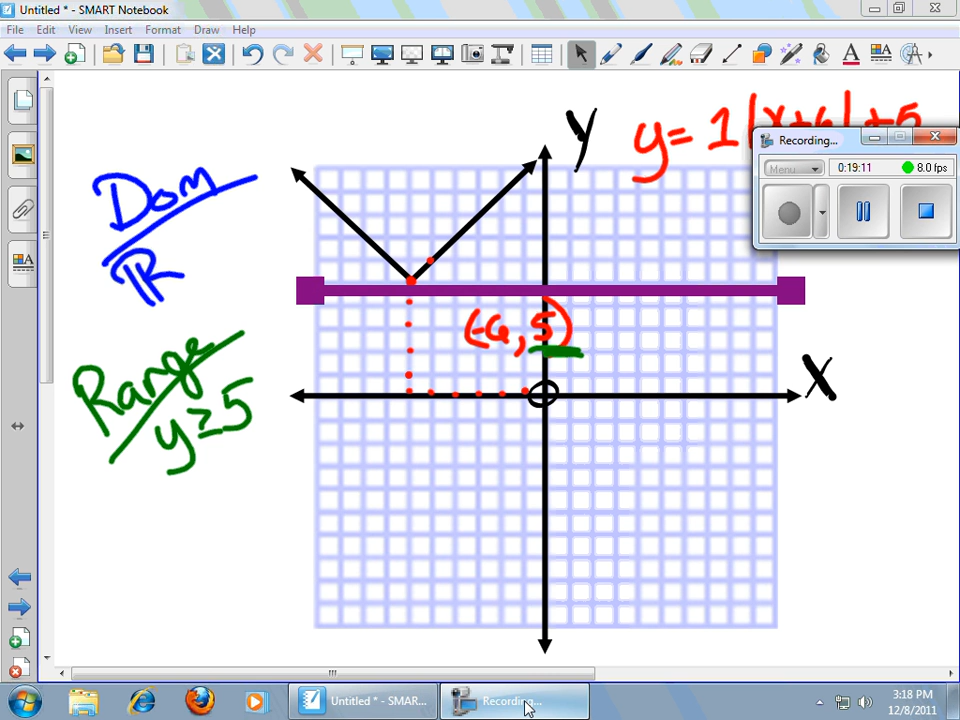 Untitled * - SMART Notebook
File Edit View Insert Format Draw Help
Y
y = 1|x+6| +5
Recording...
Menu
0:19:11
8.0 fps
Dom
ℝ
(-6, 5)
X
Range
y≥5
Untitled * - SMAR...
Recording...
3:18 PM
12/8/2011